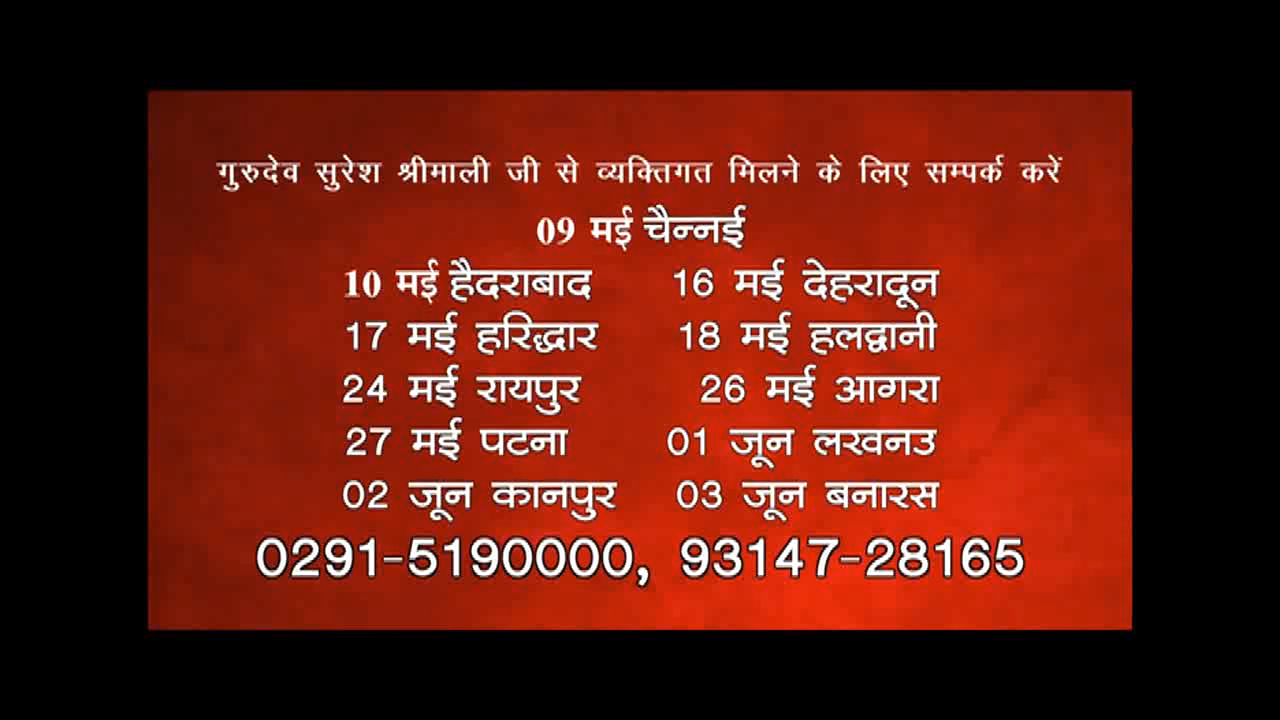 गुरुदेव सुरेश श्रीमाली जी से व्यक्तिगत मिलने के लिए सम्पर्क करें
09 मई चैन्नई
10 मई हैदराबाद 16 मई देहरादून
17 मई हरिद्धार 18 मई हलद्वानी
24 मई रायपुर 26 मई आगरा
27 मई पटना 01 जून लखनउ
02 जून कानपुर 03 जून बनारस
0291-5190000, 93147-28165